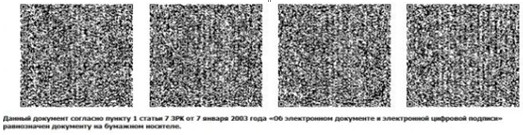 Данный документ согласно пункту 1 статьи 7 ЗРК от 7 января 2003 года «Об электронном документе и электронной цифровой подписи»
равнозначен документу на бумажном носителе.